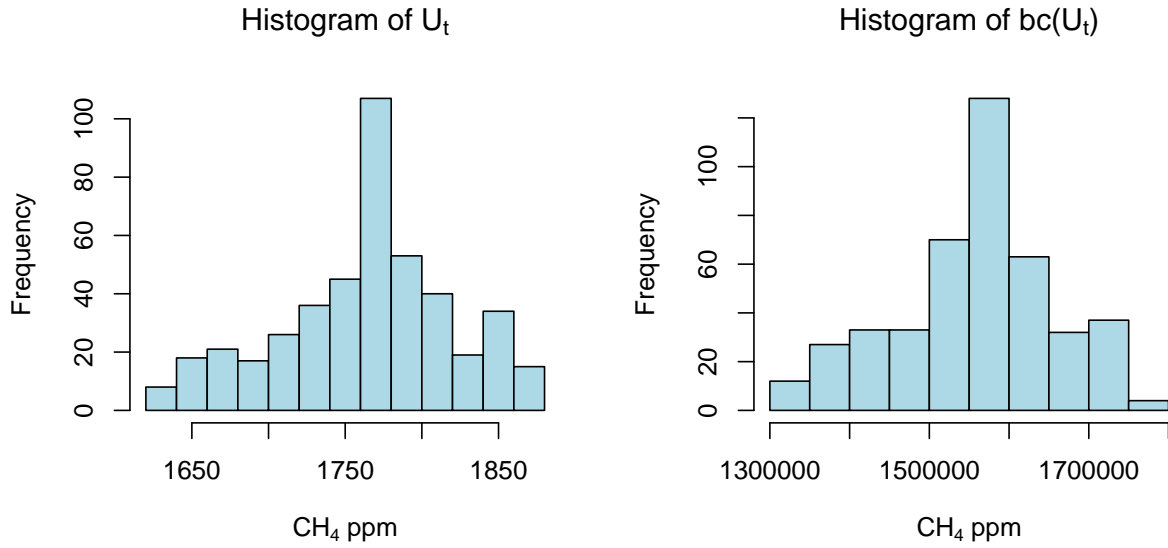 Histogram of Uₜ
Frequency
0 20 40 60 80 100
1650 1750 1850
CH₄ ppm
Histogram of bc(Uₜ)
Frequency
0 20 60 100
1300000 1500000 1700000
CH₄ ppm